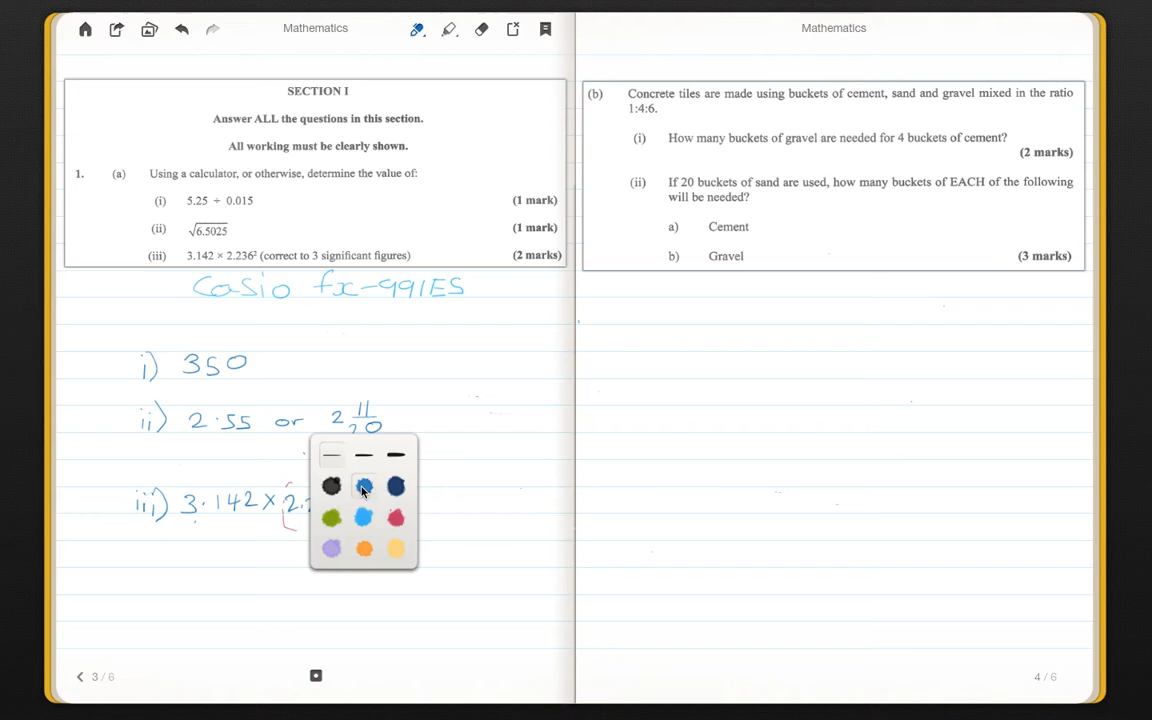 Mathematics
SECTION I
Answer ALL the questions in this section.
All working must be clearly shown.
1. (a) Using a calculator, or otherwise, determine the value of:
(i) 5.25 ÷ 0.015 (1 mark)
(ii) √6.5025 (1 mark)
(iii) 3.142 × 2.236² (correct to 3 significant figures) (2 marks)
Casio fx-991ES
i) 350
ii) 2.55 or 2 11/20
iii) 3.142 × 2.
3 / 6
Mathematics
(b) Concrete tiles are made using buckets of cement, sand and gravel mixed in the ratio
1:4:6.
(i) How many buckets of gravel are needed for 4 buckets of cement?
(2 marks)
(ii) If 20 buckets of sand are used, how many buckets of EACH of the following
will be needed?
a) Cement
b) Gravel (3 marks)
4 / 6